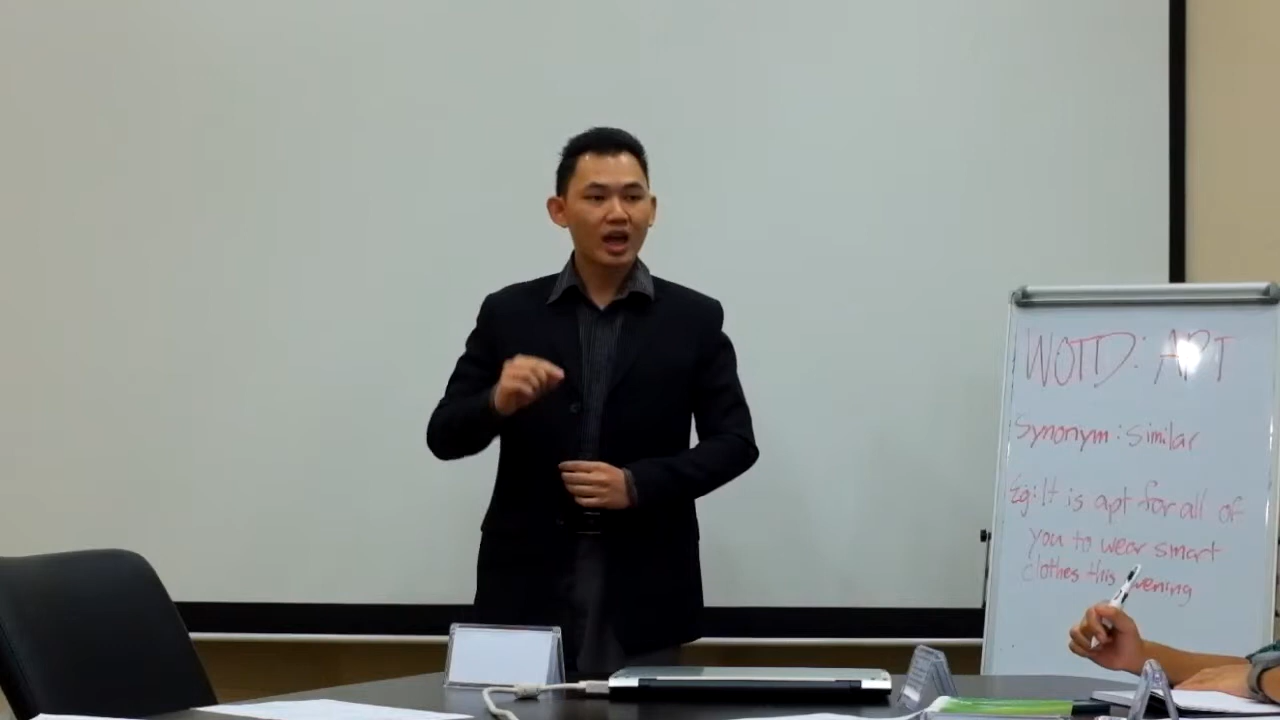 WOTD: APT
Synonym: similar
Eg: It is apt for all of
you to wear smart
clothes this evening